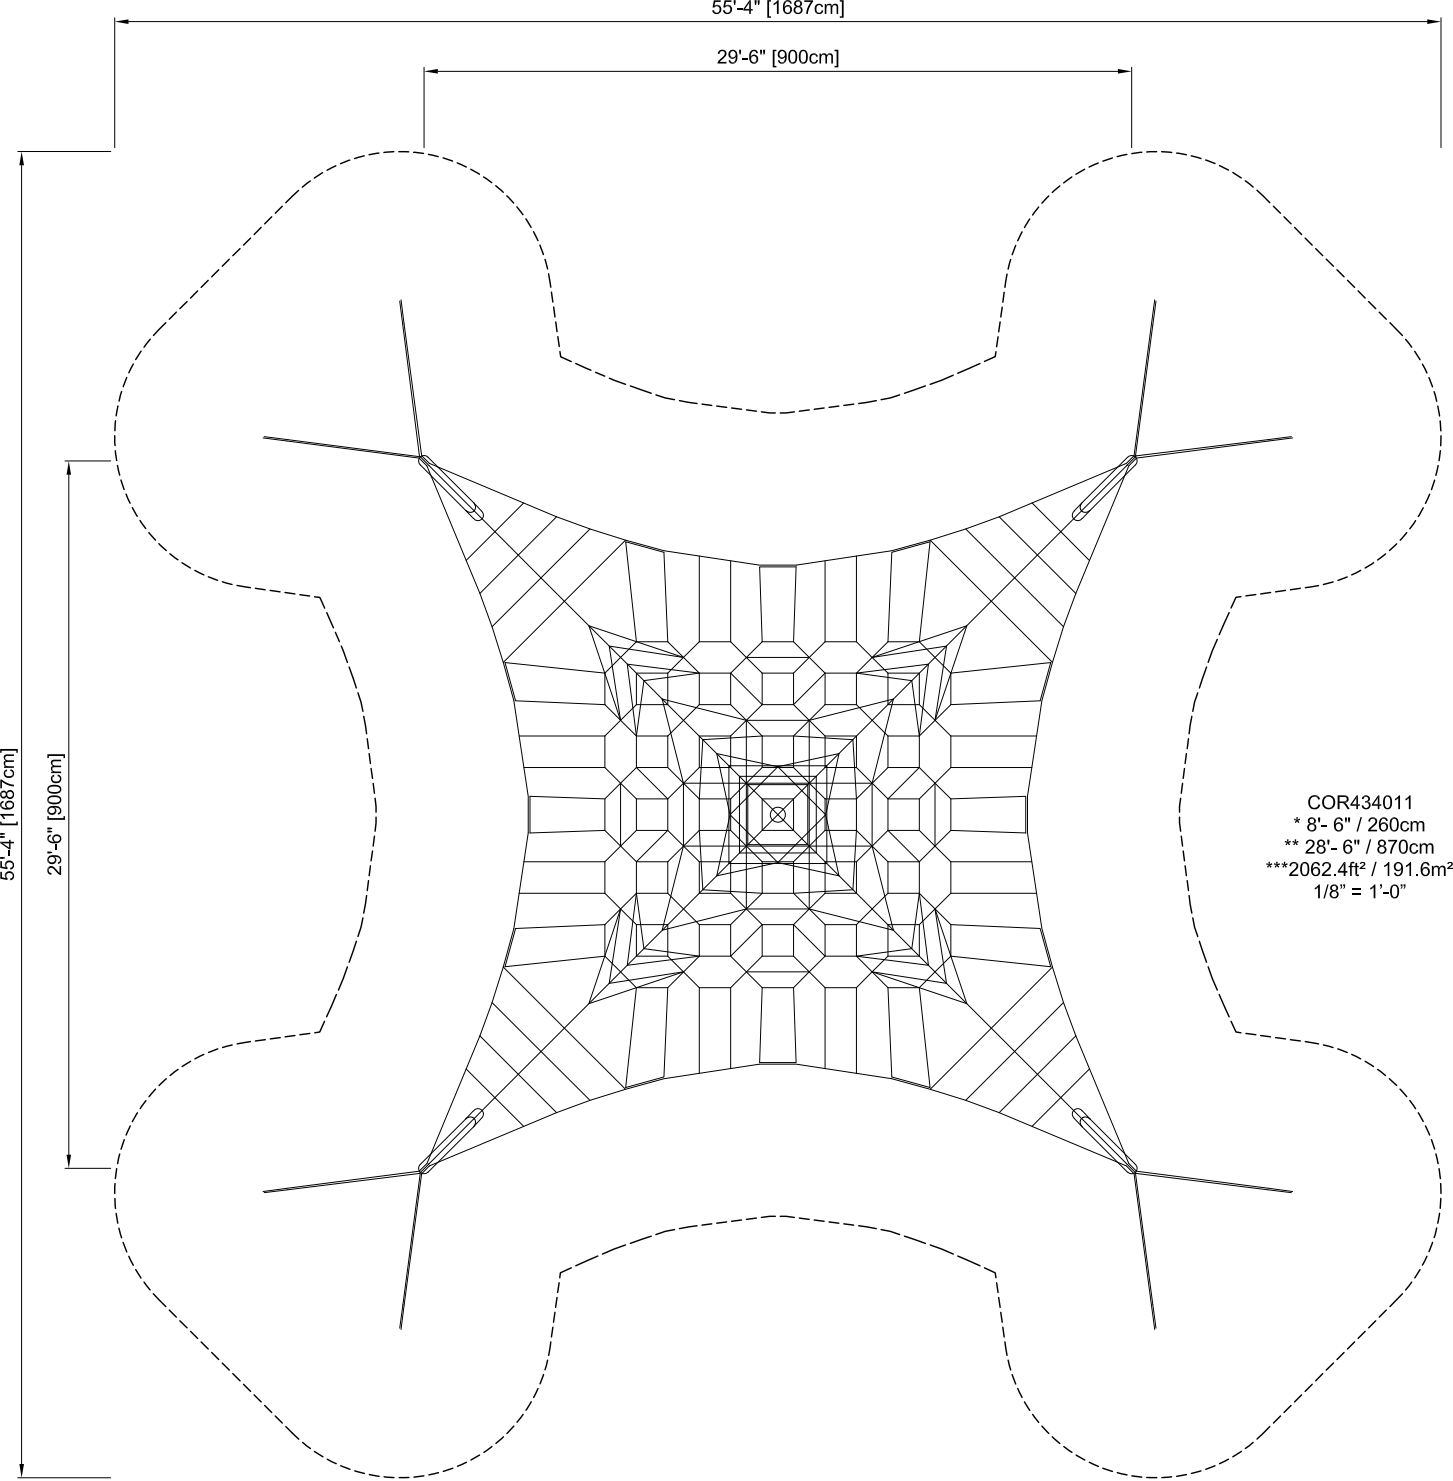 55'-4" [1687cm]
29'-6" [900cm]
55'-4" [1687cm]
29'-6" [900cm]
COR434011
* 8'- 6" / 260cm
** 28'- 6" / 870cm
***2062.4ft² / 191.6m²
1/8” = 1’-0”